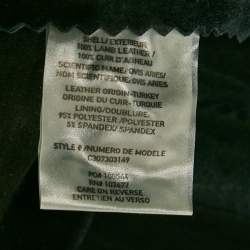 SHELL/EXTERIEUR
100% LAMB LEATHER /
100% CUIR D'AGNEAU
SCIENTIFIC NAME: OVIS ARIES/
NOM SCIENTIFIQUE: OVIS ARIES
LEATHER ORIGIN-TURKEY
ORIGINE DU CUIR-TURQUIE
LINING/DOUBLURE:
95% POLYESTER /POLYESTER
5% SPANDEX/ SPANDEX
STYLE #/NUMERO DE MODELE
C307303149
PO#
RN#
CARE ON REVERSE
ENTRETIEN AU VERSO